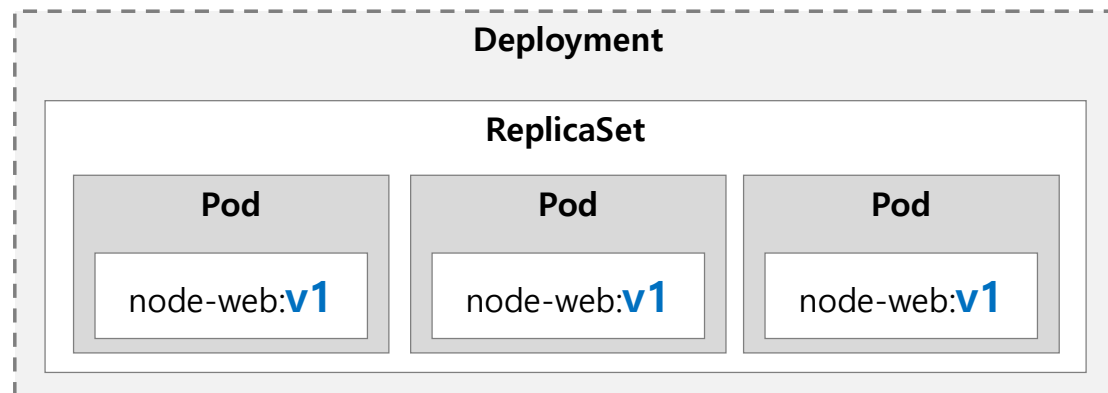 Deployment
ReplicaSet
Pod
Pod
Pod
node-web:v1
node-web:v1
node-web:v1